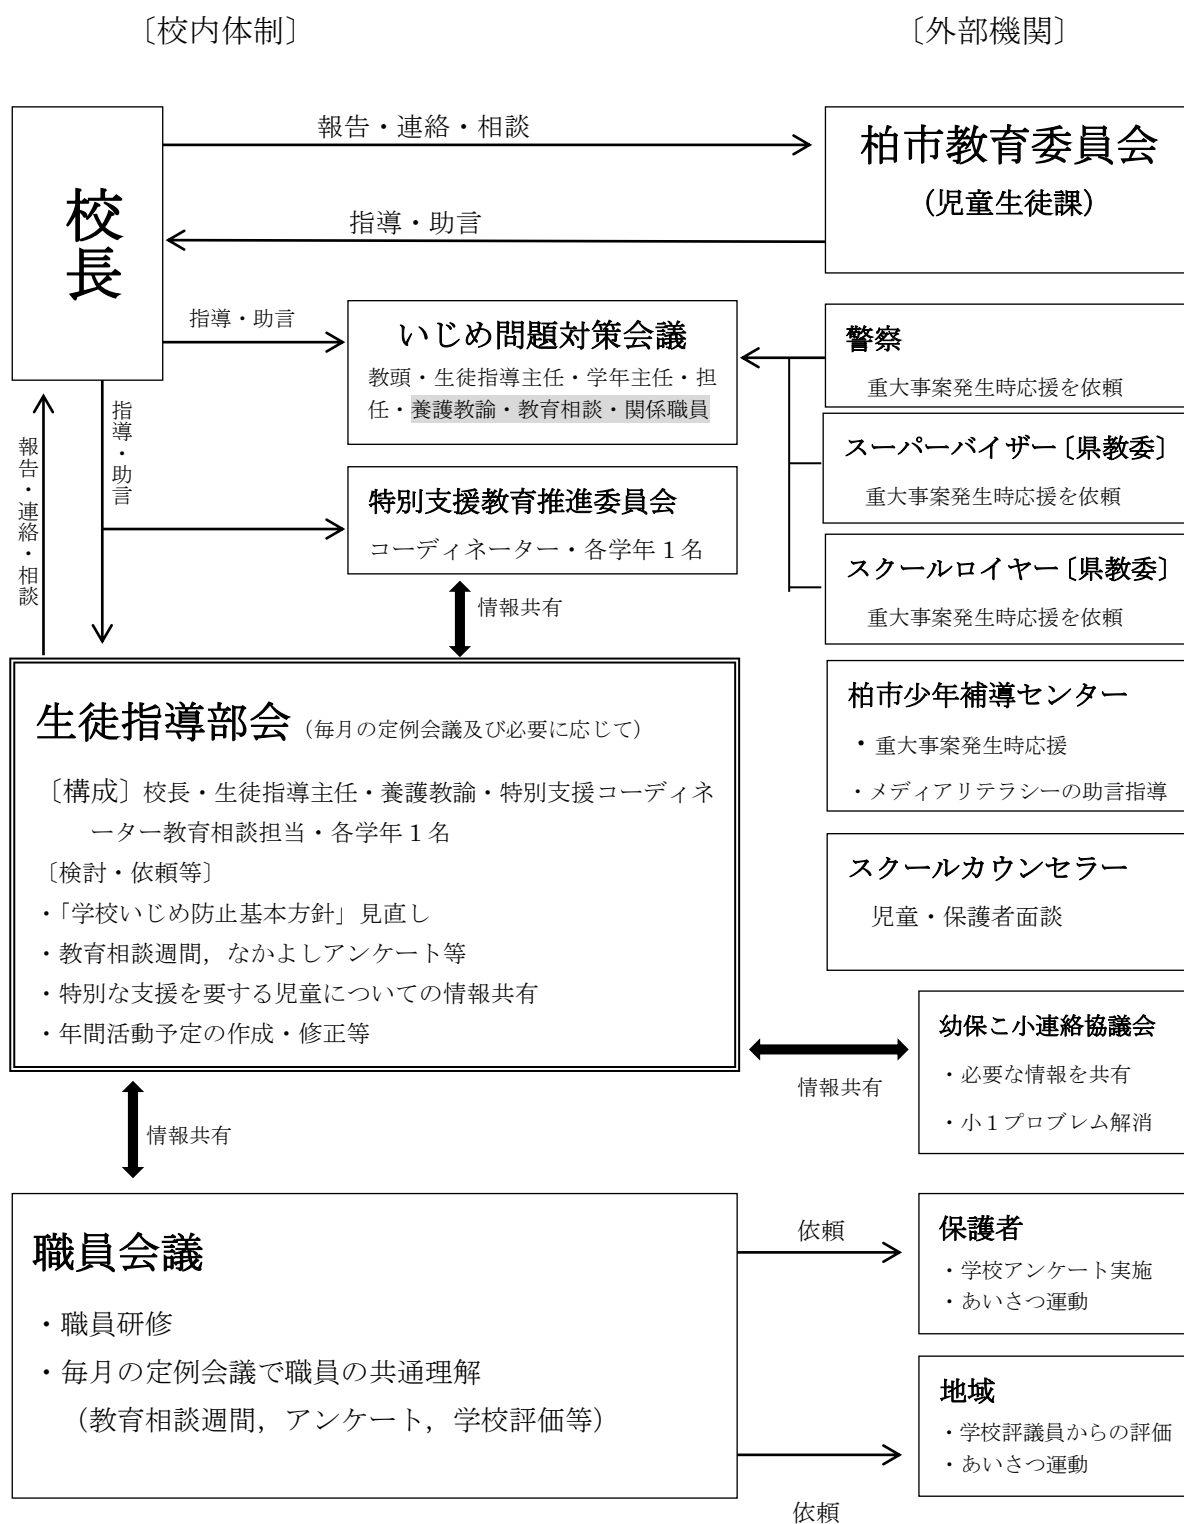 〔校内体制〕
〔外部機関〕
報告・連絡・相談
校長
指導・助言
柏市教育委員会
（児童生徒課）
指導・助言
いじめ問題対策会議
教頭・生徒指導主任・学年主任・担
任・養護教諭・教育相談・関係職員
警察
重大事案発生時応援を依頼
スーパーバイザー〔県教委〕
重大事案発生時応援を依頼
スクールロイヤー〔県教委〕
重大事案発生時応援を依頼
報告・連絡・相談
指導・助言
特別支援教育推進委員会
コーディネーター・各学年１名
情報共有
柏市少年補導センター
・重大事案発生時応援
・メディアリテラシーの助言指導
スクールカウンセラー
児童・保護者面談
生徒指導部会（毎月の定例会議及び必要に応じて）
〔構成〕校長・生徒指導主任・養護教諭・特別支援コーディネ
ーター教育相談担当・各学年１名
〔検討・依頼等〕
・「学校いじめ防止基本方針」見直し
・教育相談週間，なかよしアンケート等
・特別な支援を要する児童についての情報共有
・年間活動予定の作成・修正等
情報共有
幼保こ小連絡協議会
・必要な情報を共有
・小１プロブレム解消
情報共有
職員会議
・職員研修
・毎月の定例会議で職員の共通理解
（教育相談週間，アンケート，学校評価等）
依頼
保護者
・学校アンケート実施
・あいさつ運動
地域
・学校評議員からの評価
・あいさつ運動
依頼